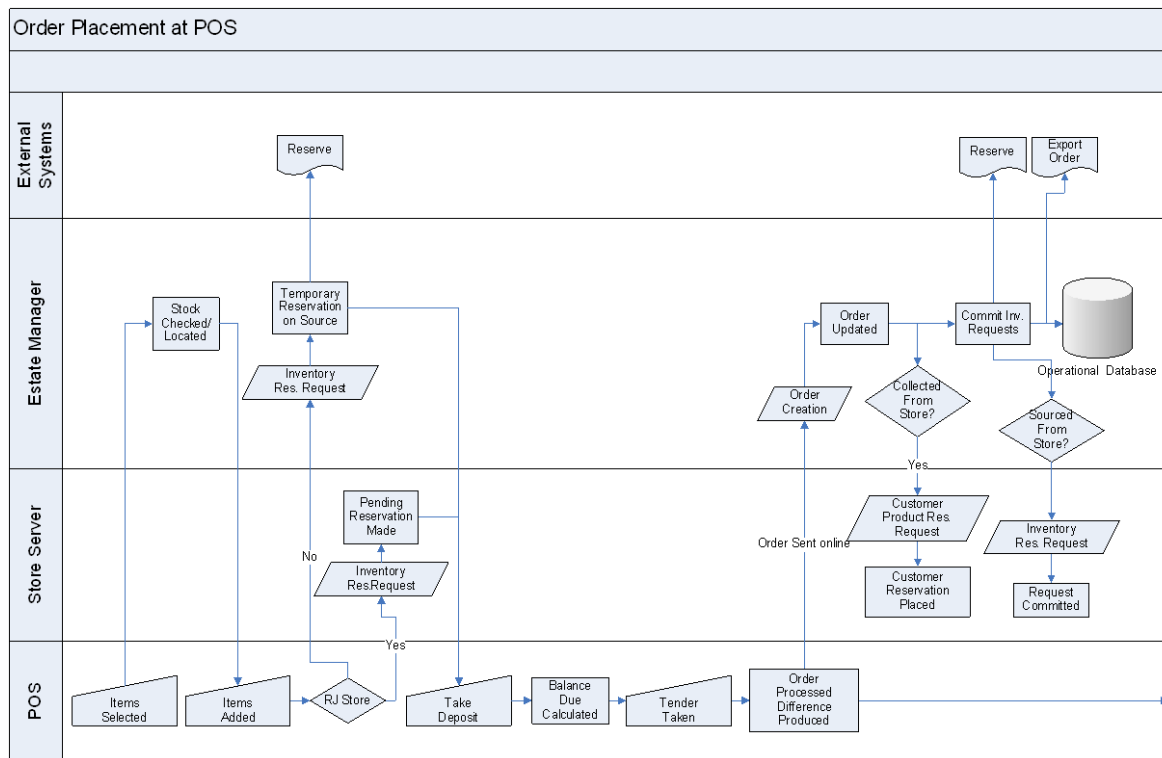 Order Placement at POS
External
Systems
Reserve
Reserve
Export
Order
Estate Manager
Stock
Checked/
Located
Temporary
Reservation
on Source
Inventory
Res. Request
Order
Updated
Commit Inv.
Requests
Operational Database
Order
Creation
Collected
From
Store?
Sourced
From
Store?
Yes
Store Server
Pending
Reservation
Made
No
Inventory
Res.Request
Order Sent online
Customer
Product Res.
Request
Inventory
Res. Request
Customer
Reservation
Placed
Request
Committed
Yes
POS
Items
Selected
Items
Added
RJ Store
Take
Deposit
Balance
Due
Calculated
Tender
Taken
Order
Processed
Difference
Produced